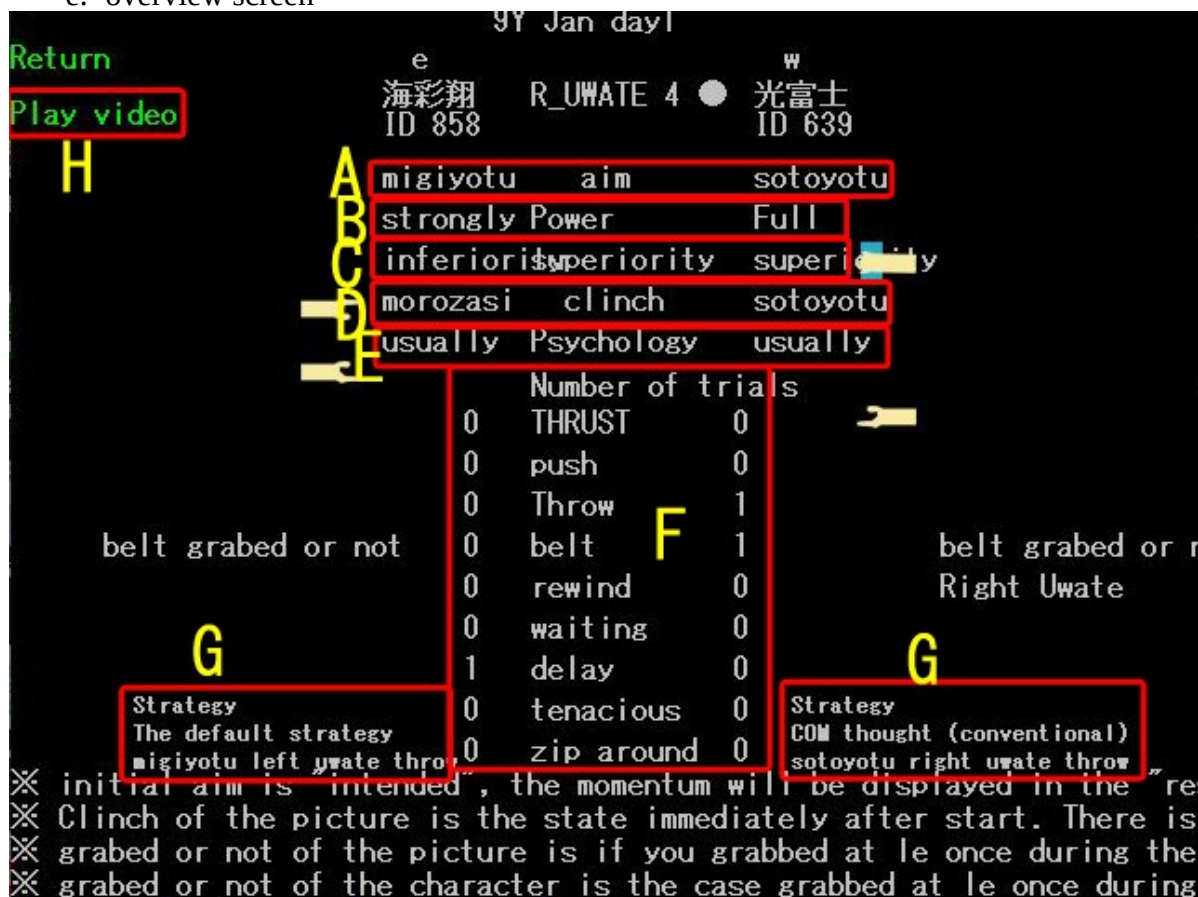 e. overview screen
9Y Jan day1
Return
e w
海彩翔 R_UWATE 4 ● 光富士
Play video
ID 858 ID 639
H
A migiyotu aim sotoyotu
B strongly Power Full
C inferiority superiority superiority
D morozasi clinch sotoyotu
E usually Psychology usually
Number of trials
0 THRUST 0
0 push 0
0 Throw 1
F
belt grabed or not 0 belt 1 belt grabed or
0 rewind 0 Right Uwate
0 waiting 0
G G
1 delay 0
Strategy 0 tenacious 0 Strategy
The default strategy COM thought (conventional)
migiyotu left uwate throw 0 zip around 0 sotoyotu right uwate throw
※ initial aim is "intended", the momentum will be displayed in the "re
※ Clinch of the picture is the state immediately after start. There is
※ grabed or not of the picture is if you grabbed at le once during the
※ grabed or not of the character is the case grabbed at le once during